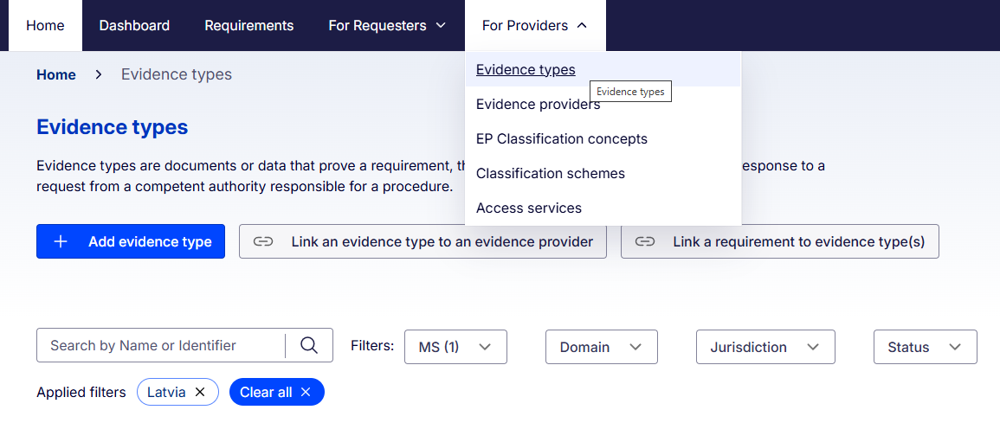 Home Dashboard Requirements For Requesters For Providers
Home > Evidence types
Evidence types
Evidence types
Evidence providers
EP Classification concepts
Classification schemes
Access services
Evidence types
Evidence types are documents or data that prove a requirement, esponse to a
request from a competent authority responsible for a procedure.
Add evidence type Link an evidence type to an evidence provider Link a requirement to evidence type(s)
Search by Name or Identifier Filters: MS (1) Domain Jurisdiction Status
Applied filters Latvia × Clear all ×